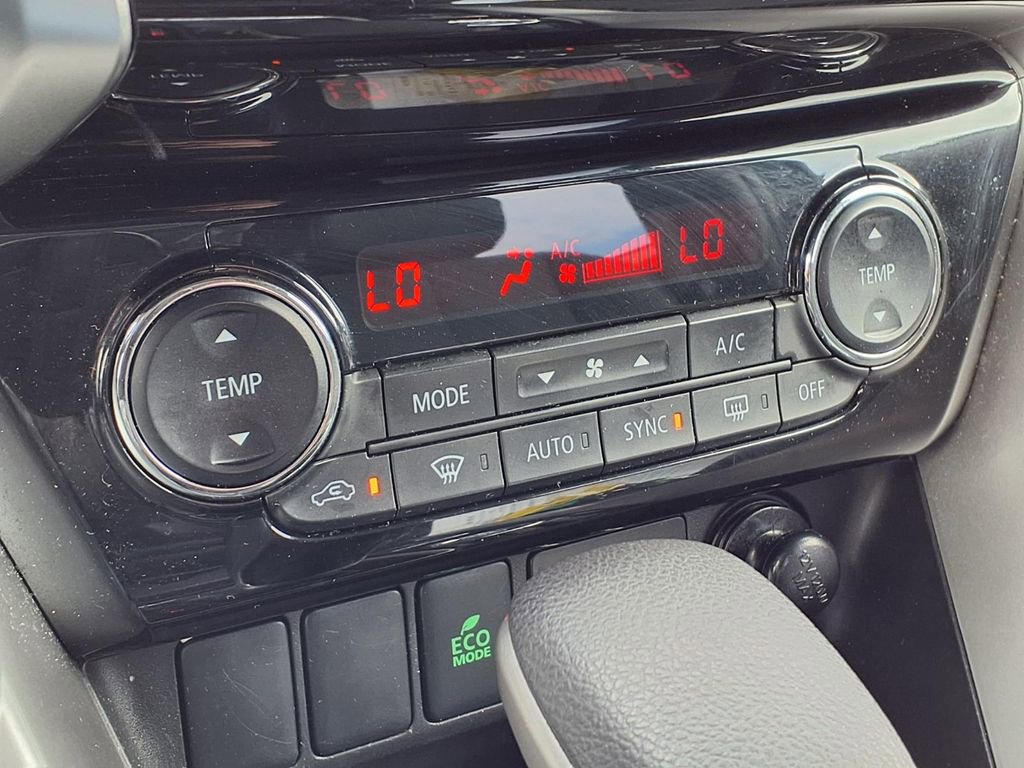 LO A/C LO
TEMP
TEMP
MODE
A/C
AUTO
SYNC
OFF
ECO
MODE